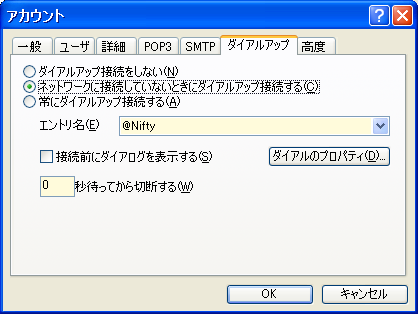 アカウント
一般 ユーザ 詳細 POP3 SMTP ダイアルアップ 高度
ダイアルアップ接続をしない(N)
ネットワークに接続していないときにダイアルアップ接続する(C)
常にダイアルアップ接続する(A)
エントリ名(E) @Nifty
接続前にダイアログを表示する(S) ダイアルのプロパティ(D)...
0 秒待ってから切断する(W)
OK キャンセル